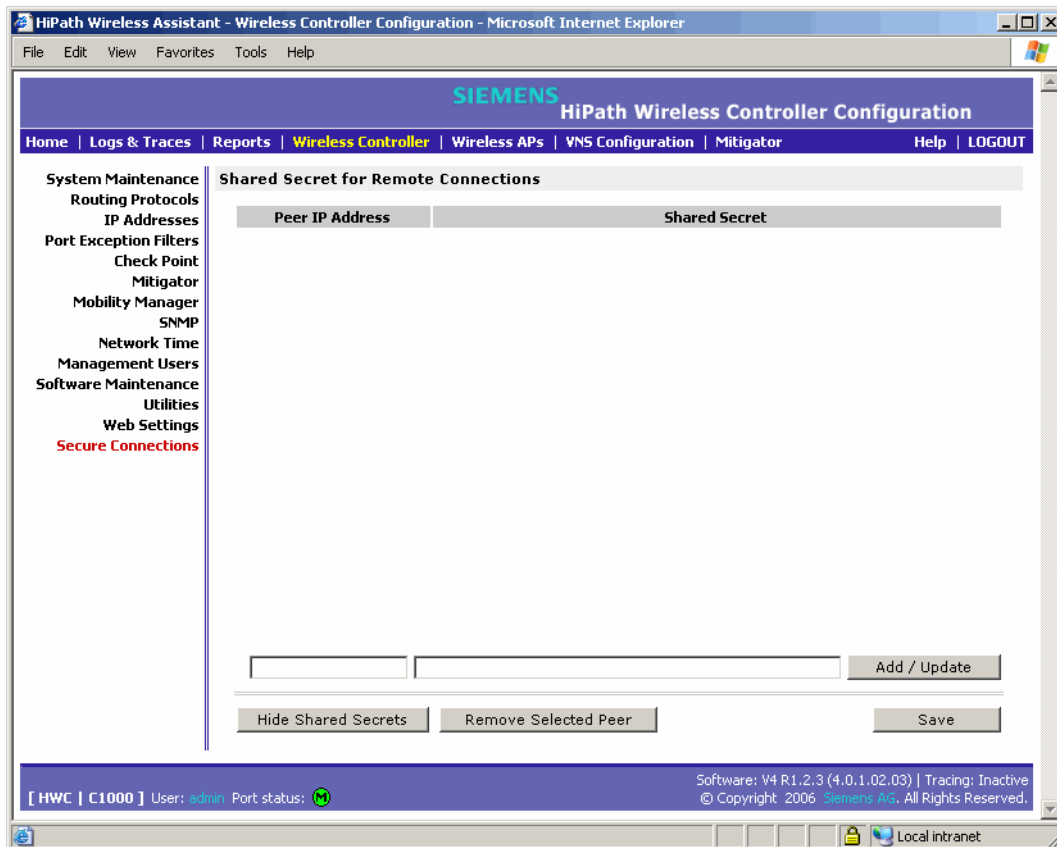 HiPath Wireless Assistant - Wireless Controller Configuration - Microsoft Internet Explorer
File Edit View Favorites Tools Help
SIEMENS
HiPath Wireless Controller Configuration
Home | Logs & Traces | Reports | Wireless Controller | Wireless APs | VNS Configuration | Mitigator Help | LOGOUT
System Maintenance
Routing Protocols
IP Addresses
Port Exception Filters
Check Point
Mitigator
Mobility Manager
SNMP
Network Time
Management Users
Software Maintenance
Utilities
Web Settings
Secure Connections
Shared Secret for Remote Connections
Peer IP Address Shared Secret
Add / Update
Hide Shared Secrets Remove Selected Peer Save
Software: V4 R1.2.3 (4.0.1.02.03) | Tracing: Inactive
[ HWC | C1000 ] User: admin Port status: M
© Copyright 2006 Siemens AG. All Rights Reserved.
Local intranet